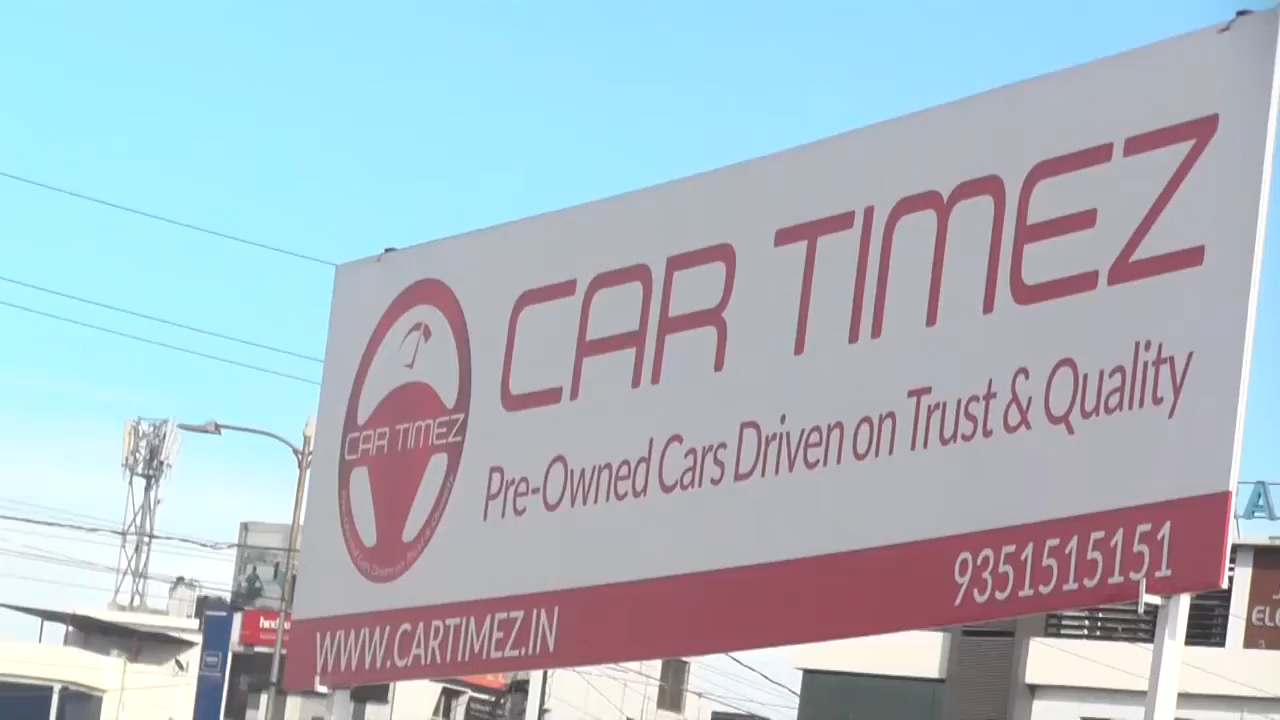 CAR TIMEZ
CAR TIMEZ
Pre-Owned Cars Driven on Trust & Quality
9351515151
WWW.CARTIMEZ.IN